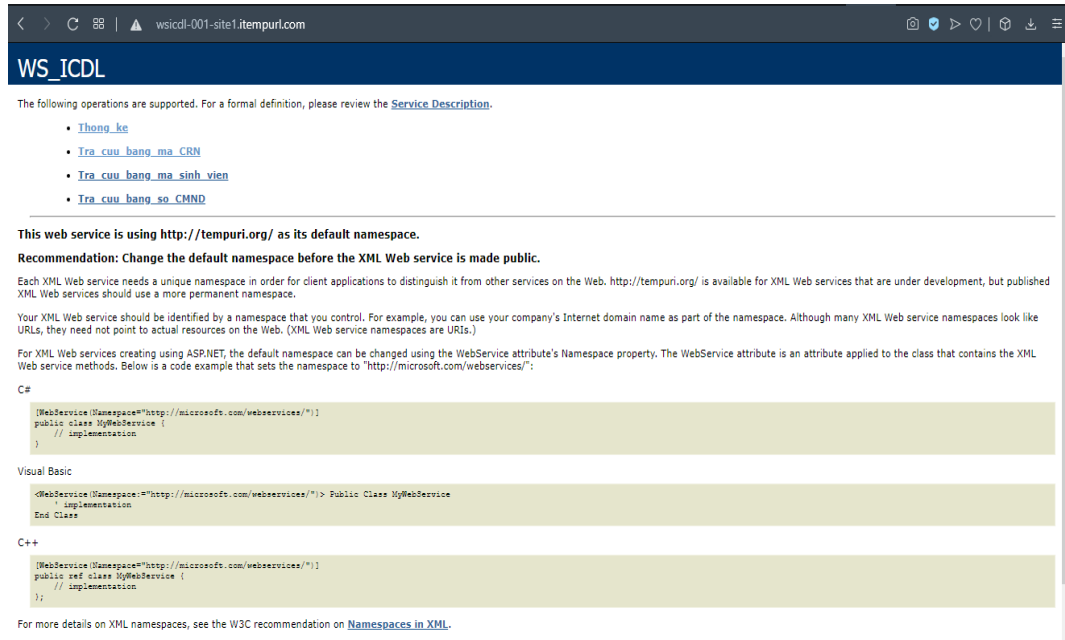 wsicdl-001-site1.itempurl.com
WS_ICDL
The following operations are supported. For a formal definition, please review the Service Description.
• Thong_ke
• Tra_cuu_bang_ma_CRN
• Tra_cuu_bang_ma_sinh_vien
• Tra_cuu_bang_so_CMND
This web service is using http://tempuri.org/ as its default namespace.
Recommendation: Change the default namespace before the XML Web service is made public.
Each XML Web service needs a unique namespace in order for client applications to distinguish it from other services on the Web. http://tempuri.org/ is available for XML Web services that are under development, but published
XML Web services should use a more permanent namespace.
Your XML Web service should be identified by a namespace that you control. For example, you can use your company's Internet domain name as part of the namespace. Although many XML Web service namespaces look like
URLs, they need not point to actual resources on the Web. (XML Web service namespaces are URIs.)
For XML Web services creating using ASP.NET, the default namespace can be changed using the WebService attribute's Namespace property. The WebService attribute is an attribute applied to the class that contains the XML
Web service methods. Below is a code example that sets the namespace to "http://microsoft.com/webservices/":
C#
[WebService(Namespace="http://microsoft.com/webservices/")]
public class MyWebService {
// implementation
}
Visual Basic
<WebService(Namespace:="http://microsoft.com/webservices/")> Public Class MyWebService
' implementation
End Class
C++
[WebService(Namespace="http://microsoft.com/webservices/")]
public ref class MyWebService {
// implementation
};
For more details on XML namespaces, see the W3C recommendation on Namespaces in XML.